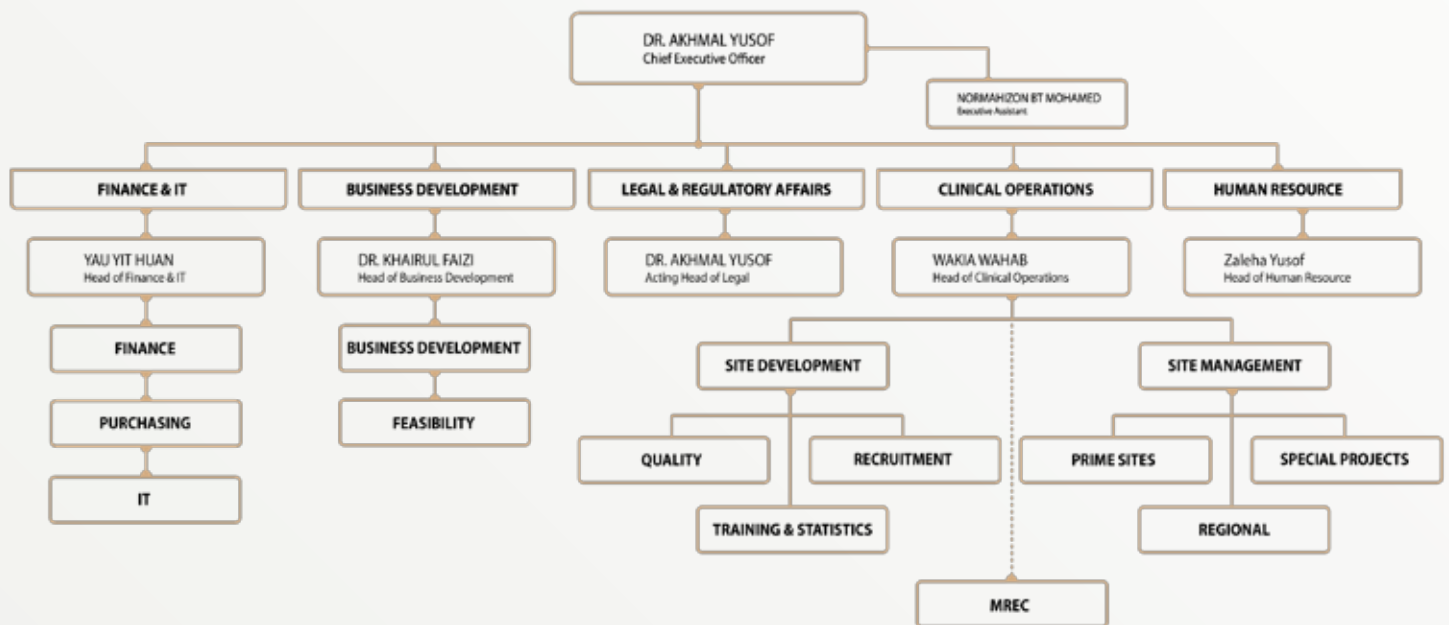 DR. AKHMAL YUSOF
Chief Executive Officer
NORMAHIZON BT MOHAMED
Executive Assistant
FINANCE & IT
BUSINESS DEVELOPMENT
LEGAL & REGULATORY AFFAIRS
CLINICAL OPERATIONS
HUMAN RESOURCE
YAU YIT HUAN
Head of Finance & IT
DR. KHAIRUL FAIZI
Head of Business Development
DR. AKHMAL YUSOF
Acting Head of Legal
WAKIA WAHAB
Head of Clinical Operations
Zaleha Yusof
Head of Human Resource
FINANCE
BUSINESS DEVELOPMENT
SITE DEVELOPMENT
SITE MANAGEMENT
PURCHASING
FEASIBILITY
QUALITY
RECRUITMENT
PRIME SITES
SPECIAL PROJECTS
IT
TRAINING & STATISTICS
REGIONAL
MREC